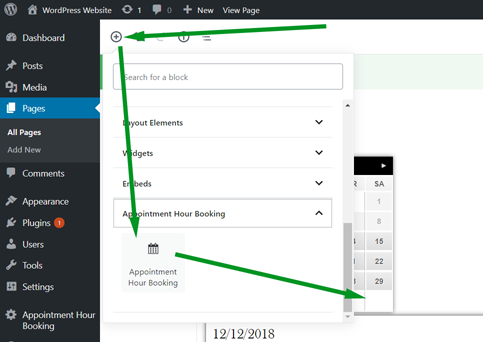 WordPress Website
1
0
New
View Page
Dashboard
Posts
Media
Pages
All Pages
Add New
Comments
Appearance
Plugins 1
Users
Tools
Settings
Appointment Hour
Booking
Search for a block
Layout Elements
Widgets
Embeds
Appointment Hour Booking
Appointment
Hour Booking
R SA
1
8
15
22
29
12/12/2018